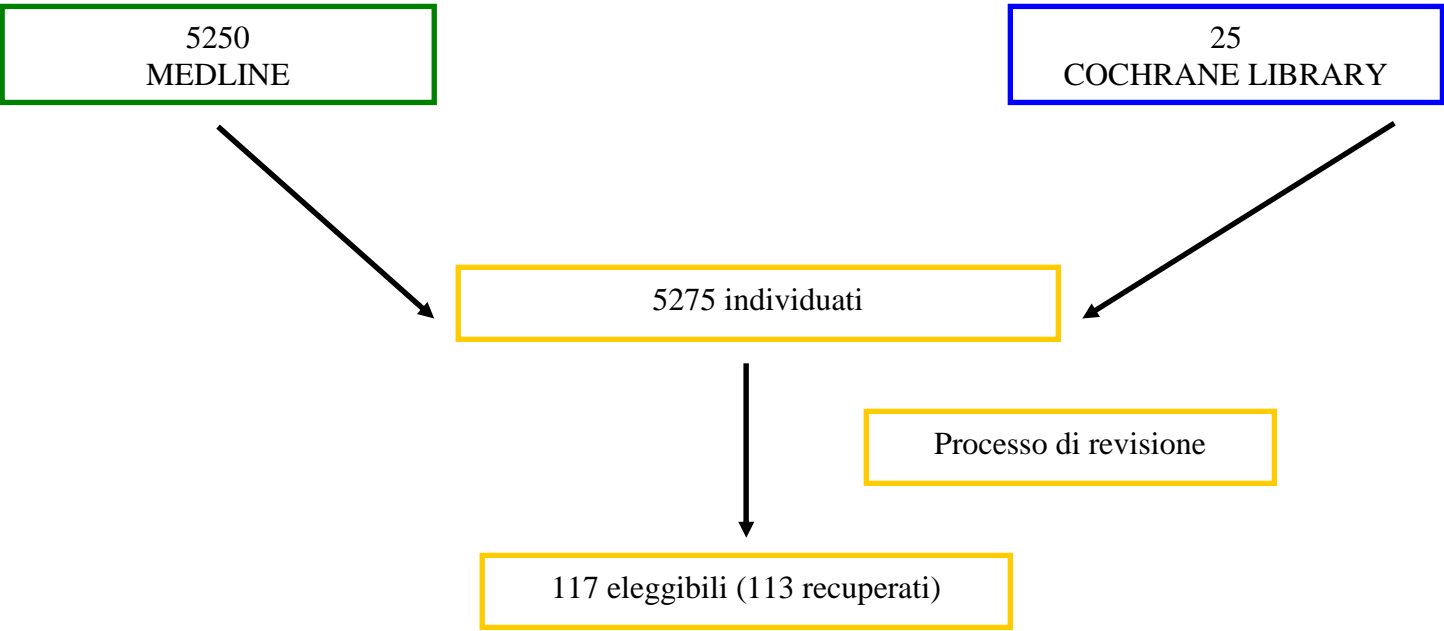 5250
MEDLINE
25
COCHRANE LIBRARY
5275 individuati
Processo di revisione
117 eleggibili (113 recuperati)